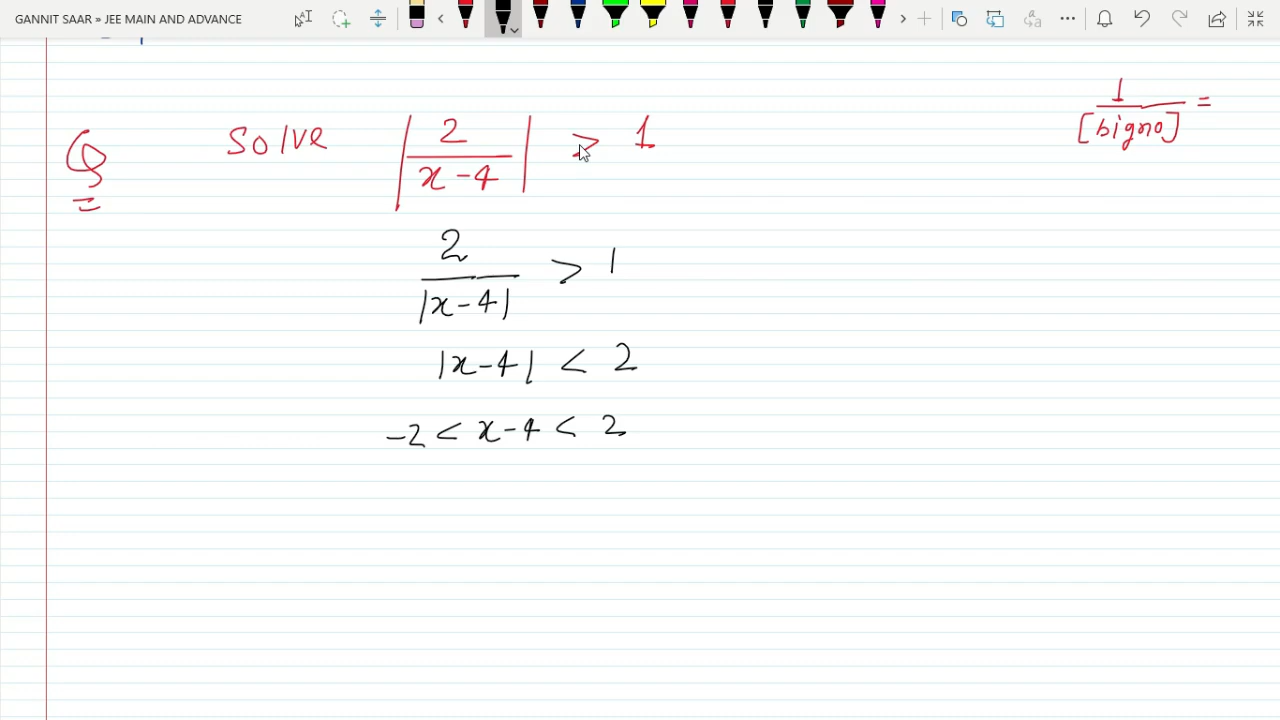 GANNIT SAAR » JEE MAIN AND ADVANCE
Q Solve |2/(x-4)| > 1
1/[bigno] =
2/|x-4| > 1
|x-4| < 2
-2 < x-4 < 2